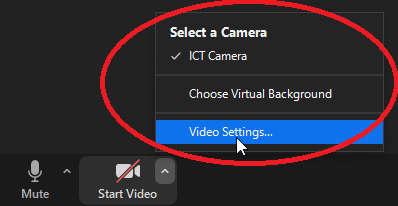 Select a Camera
ICT Camera
Choose Virtual Background
Video Settings...
Mute
Start Video